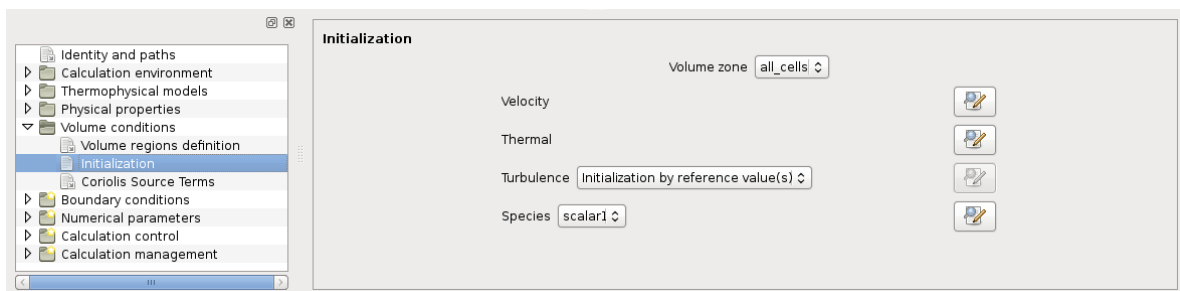 Identity and paths
Calculation environment
Thermophysical models
Physical properties
Volume conditions
Volume regions definition
Initialization
Coriolis Source Terms
Boundary conditions
Numerical parameters
Calculation control
Calculation management
Initialization
Volume zone all_cells
Velocity
Thermal
Turbulence Initialization by reference value(s)
Species scalar1